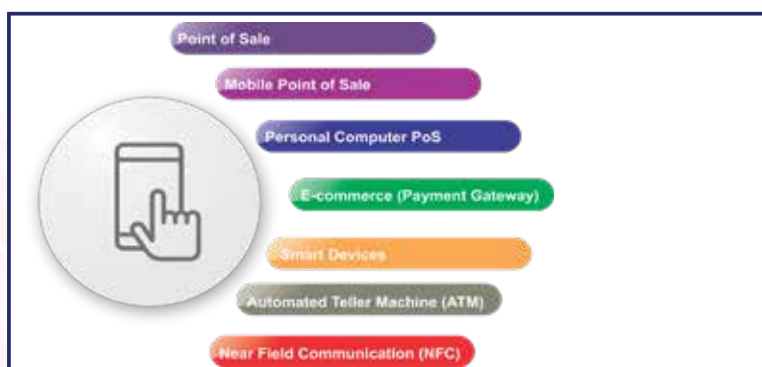 Point of Sale
Mobile Point of Sale
Personal Computer PoS
E-commerce (Payment Gateway)
Smart Devices
Automated Teller Machine (ATM)
Near Field Communication (NFC)